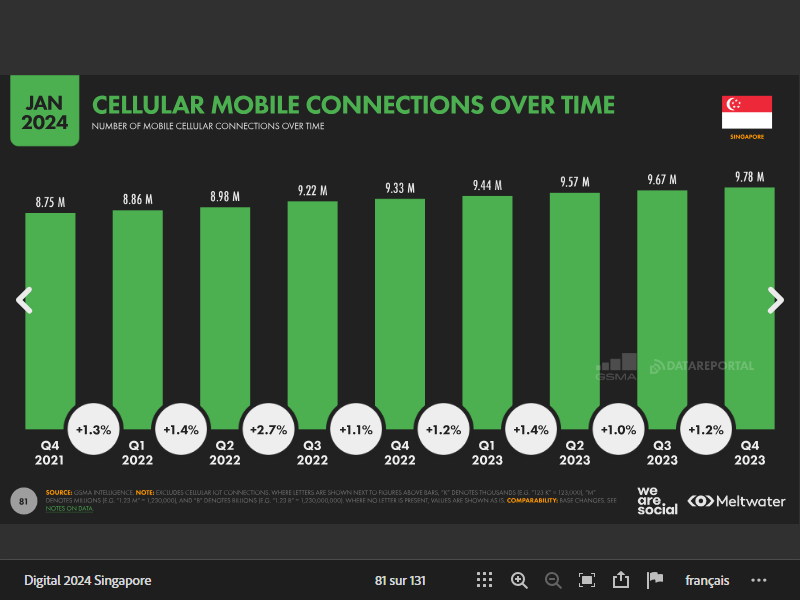 JAN
2024
CELLULAR MOBILE CONNECTIONS OVER TIME
NUMBER OF MOBILE CELLULAR CONNECTIONS OVER TIME
SINGAPORE
8.75 M
8.86 M
8.98 M
9.22 M
9.33 M
9.44 M
9.57 M
9.67 M
9.78 M
GSMA
DATAREPORTAL
+1.3%
+1.4%
+2.7%
+1.1%
+1.2%
+1.4%
+1.0%
+1.2%
Q4
2021
Q1
2022
Q2
2022
Q3
2022
Q4
2022
Q1
2023
Q2
2023
Q3
2023
Q4
2023
81
SOURCE: GSMA INTELLIGENCE. NOTE: EXCLUDES CELLULAR IOT CONNECTIONS. WHERE LETTERS ARE SHOWN NEXT TO FIGURES ABOVE BARS, "K" DENOTES THOUSANDS (E.G. "123 K" = 123,000), "M"
DENOTES MILLIONS (E.G. "1.23 M" = 1,230,000), AND "B" DENOTES BILLIONS (E.G. "1.23 B" = 1,230,000,000). WHERE NO LETTER IS PRESENT, VALUES ARE SHOWN AS IS. COMPARABILITY: BASE CHANGES. SEE
NOTES ON DATA.
we
are.
social
Meltwater
Digital 2024 Singapore
81 sur 131
français